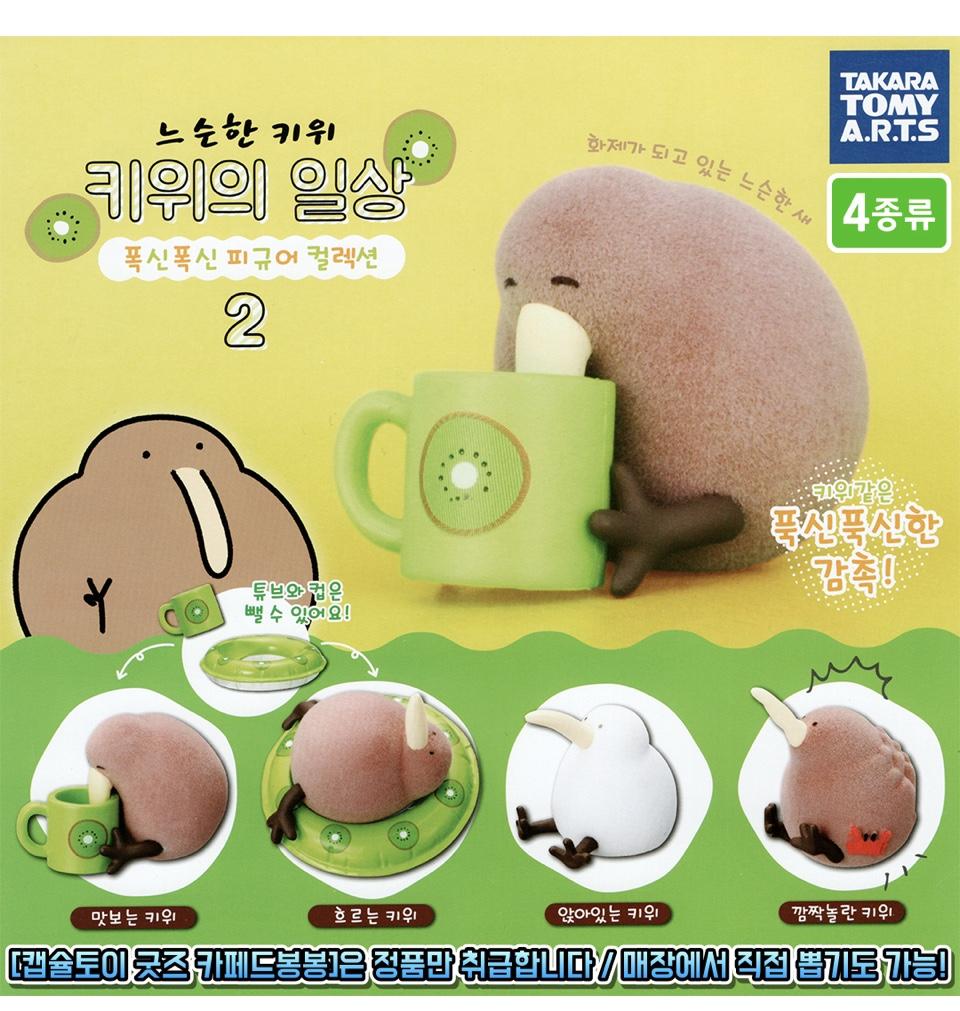 느슨한 키위
키위의 일상
폭신폭신 피규어 컬렉션
2
화제가 되고 있는 느슨한 새
TAKARA
TOMY
A.R.T.S
4종류
키위같은
푹신푹신한
감촉!
튜브와 컵은
뺄 수 있어요!
맛보는 키위
흐르는 키위
앉아있는 키위
깜짝놀란 키위
[캡슐토이 굿즈 카페드봉봉]은 정품만 취급합니다 / 매장에서 직접 뽑기도 가능!